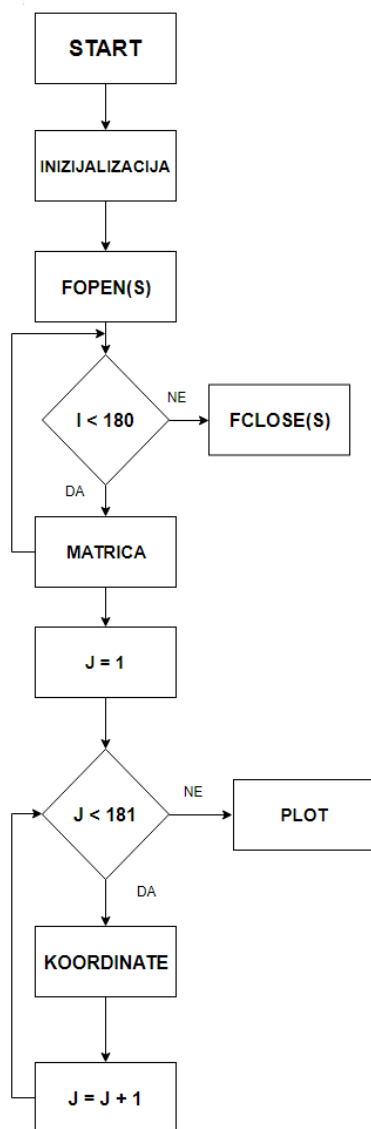 START
INIZIJALIZACIJA
FOPEN(S)
I < 180
NE
FCLOSE(S)
DA
MATRICA
J = 1
J < 181
NE
PLOT
DA
KOORDINATE
J = J + 1